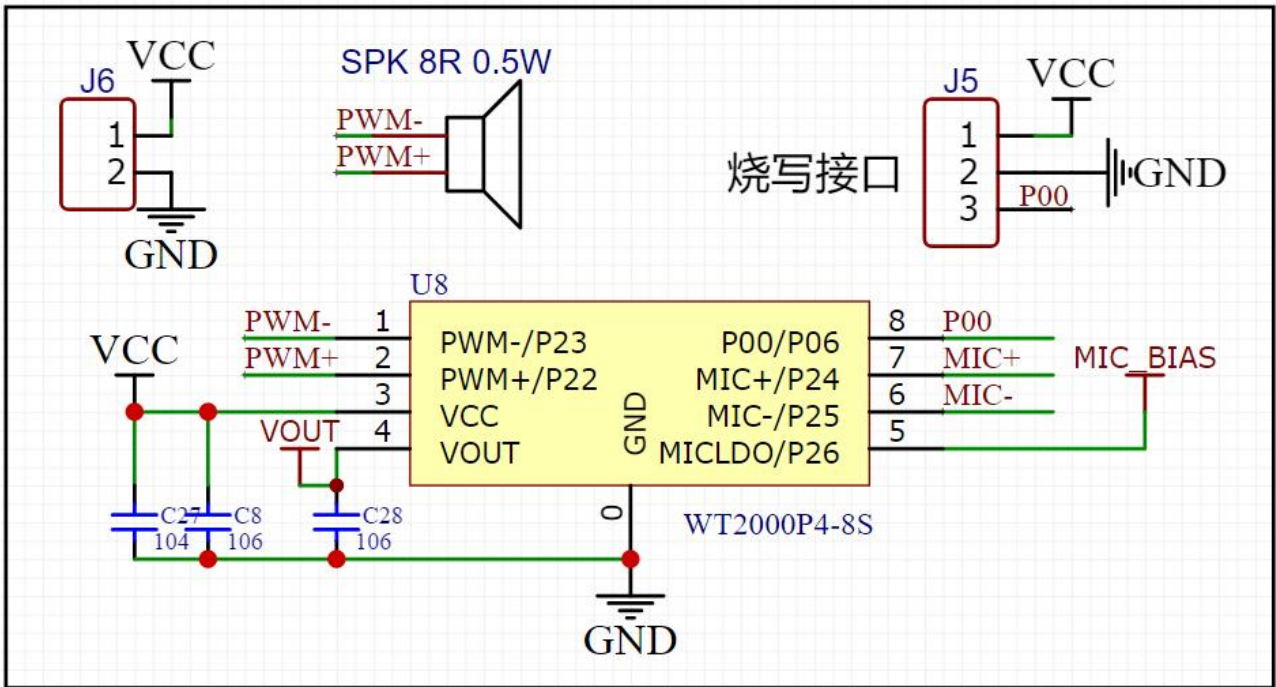 VCC
J6
1
2
GND
SPK 8R 0.5W
PWM-
PWM+
烧写接口
J5
VCC
1
2
3
GND
P00
U8
PWM-
1
PWM+
2
VCC
3
VOUT
4
PWM-/P23
PWM+/P22
VCC
VOUT
GND
P00/P06
MIC+/P24
MIC-/P25
MICLDO/P26
8
P00
7
MIC+
6
MIC-
5
MIC_BIAS
C27
104
C8
106
C28
106
0
WT2000P4-8S
GND